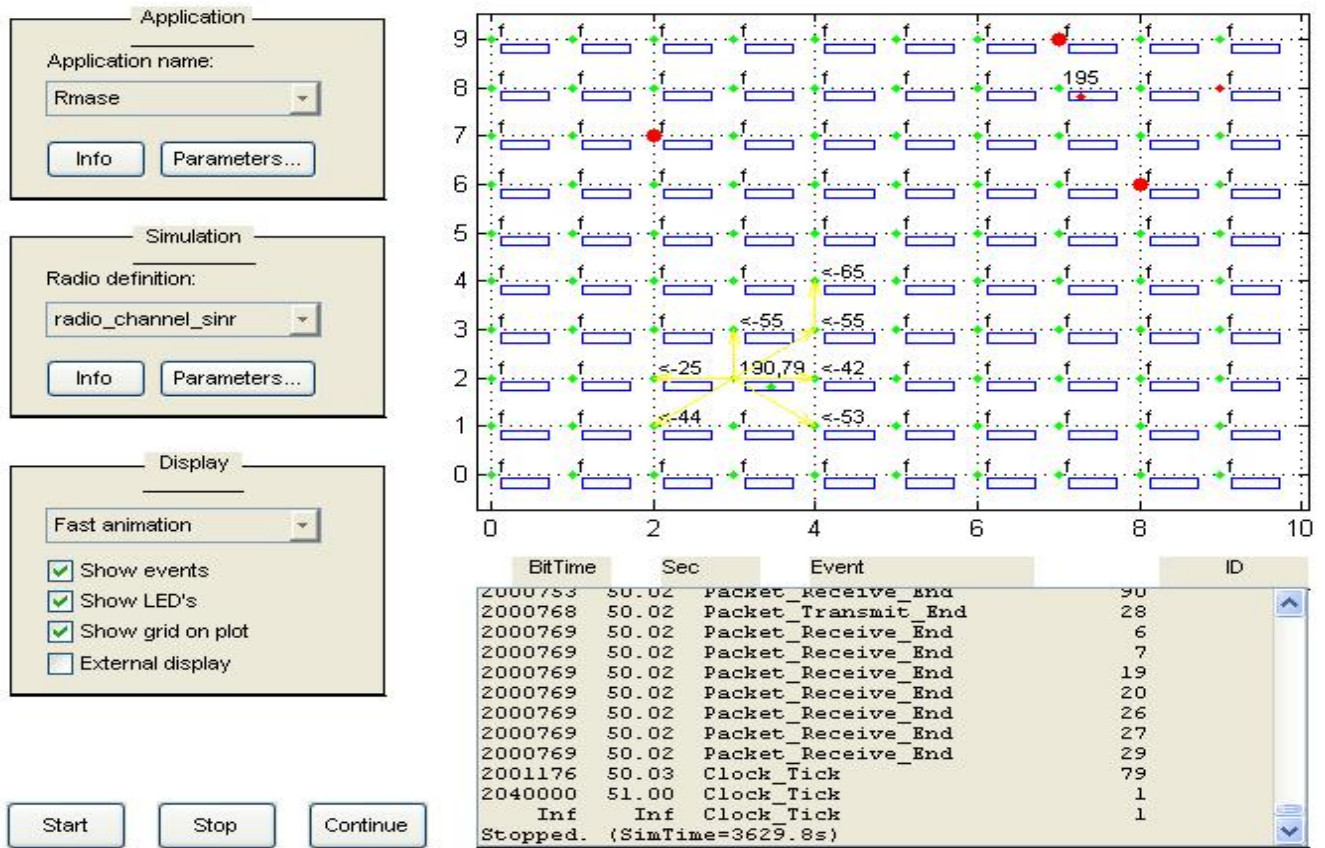 Application
Application name:
Rmase
Info Parameters...
Simulation
Radio definition:
radio_channel_sinr
Info Parameters...
Display
Fast animation
Show events
Show LED's
Show grid on plot
External display
Start Stop Continue
9 f f f f f f f f f f
8 f f f f f f f 195 f f
7 f f f f f f f f f f
6 f f f f f f f f f f
5 f f f f f f f f f f
4 f f f f <-65 f f f f f
3 f f f <-55 <-55 f f f f f
2 f f <-25 190,79 <-42 f f f f f
1 f f <-44 f <-53 f f f f f
0 f f f f f f f f f f
0 2 4 6 8 10
BitTime Sec Event ID
2000753 50.02 Packet_Receive_End 90
2000768 50.02 Packet_Transmit_End 28
2000769 50.02 Packet_Receive_End 6
2000769 50.02 Packet_Receive_End 7
2000769 50.02 Packet_Receive_End 19
2000769 50.02 Packet_Receive_End 20
2000769 50.02 Packet_Receive_End 26
2000769 50.02 Packet_Receive_End 27
2000769 50.02 Packet_Receive_End 29
2001176 50.03 Clock_Tick 79
2040000 51.00 Clock_Tick 1
Inf Inf Clock_Tick 1
Stopped. (SimTime=3629.8s)